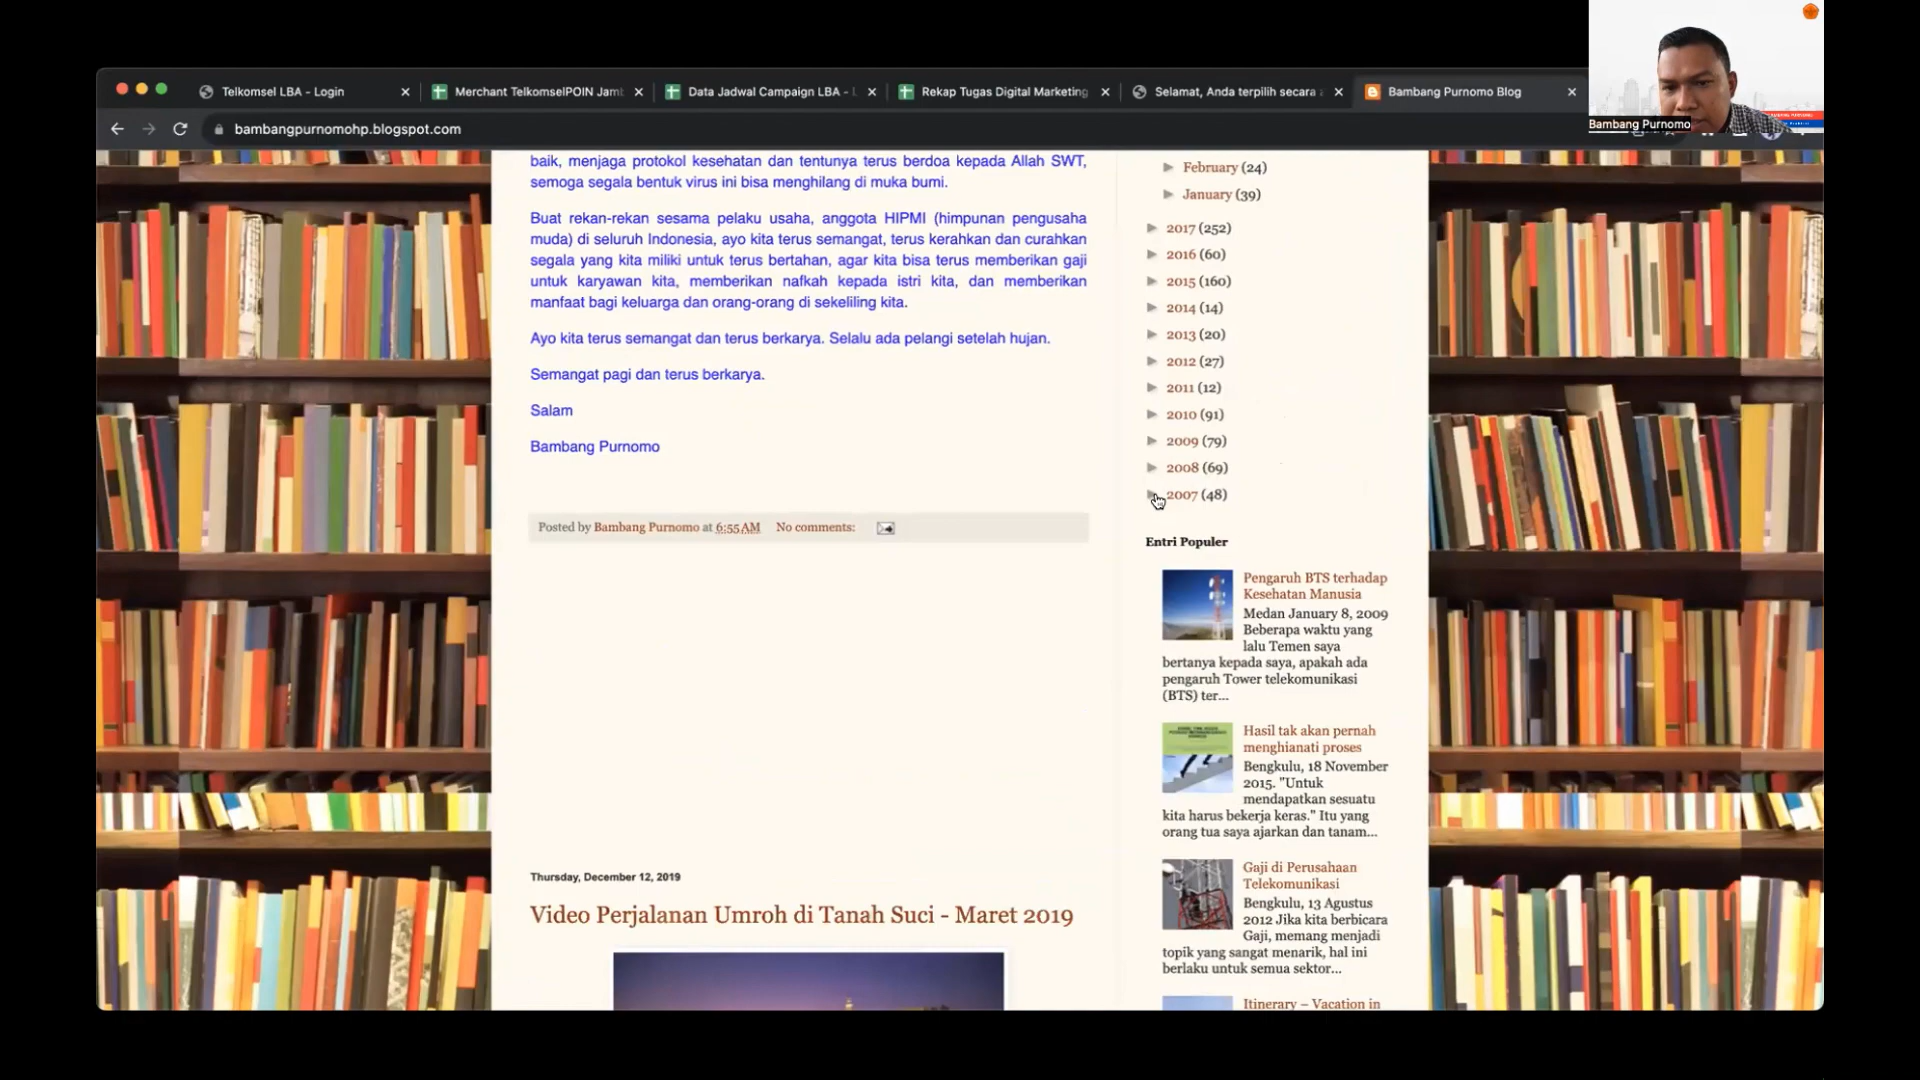 Telkomsel LBA - Login
Merchant TelkomselPOIN Jam
Data Jadwal Campaign LBA -
Rekap Tugas Digital Marketing
Selamat, Anda terpilih secara
Bambang Purnomo Blog
bambangpurnomohp.blogspot.com
Bambang Purnomo
baik, menjaga protokol kesehatan dan tentunya terus berdoa kepada Allah SWT,
semoga segala bentuk virus ini bisa menghilang di muka bumi.
Buat rekan-rekan sesama pelaku usaha, anggota HIPMI (himpunan pengusaha
muda) di seluruh Indonesia, ayo kita terus semangat, terus kerahkan dan curahkan
segala yang kita miliki untuk terus bertahan, agar kita bisa terus memberikan gaji
untuk karyawan kita, memberikan nafkah kepada istri kita, dan memberikan
manfaat bagi keluarga dan orang-orang di sekeliling kita.
Ayo kita terus semangat dan terus berkarya. Selalu ada pelangi setelah hujan.
Semangat pagi dan terus berkarya.
Salam
Bambang Purnomo
Posted by Bambang Purnomo at 6:55 AM No comments:
Thursday, December 12, 2019
Video Perjalanan Umroh di Tanah Suci - Maret 2019
February (24)
January (39)
2017 (252)
2016 (60)
2015 (160)
2014 (14)
2013 (20)
2012 (27)
2011 (12)
2010 (91)
2009 (79)
2008 (69)
2007 (48)
Entri Populer
Pengaruh BTS terhadap
Kesehatan Manusia
Medan January 8, 2009
Beberapa waktu yang
lalu Temen saya
bertanya kepada saya, apakah ada
pengaruh Tower telekomunikasi
(BTS) ter...
Hasil tak akan pernah
menghianati proses
Bengkulu, 18 November
2015. "Untuk
mendapatkan sesuatu
kita harus bekerja keras." Itu yang
orang tua saya ajarkan dan tanam...
Gaji di Perusahaan
Telekomunikasi
Bengkulu, 13 Agustus
2012 Jika kita berbicara
Gaji, memang menjadi
topik yang sangat menarik, hal ini
berlaku untuk semua sektor...
Itinerary – Vacation in